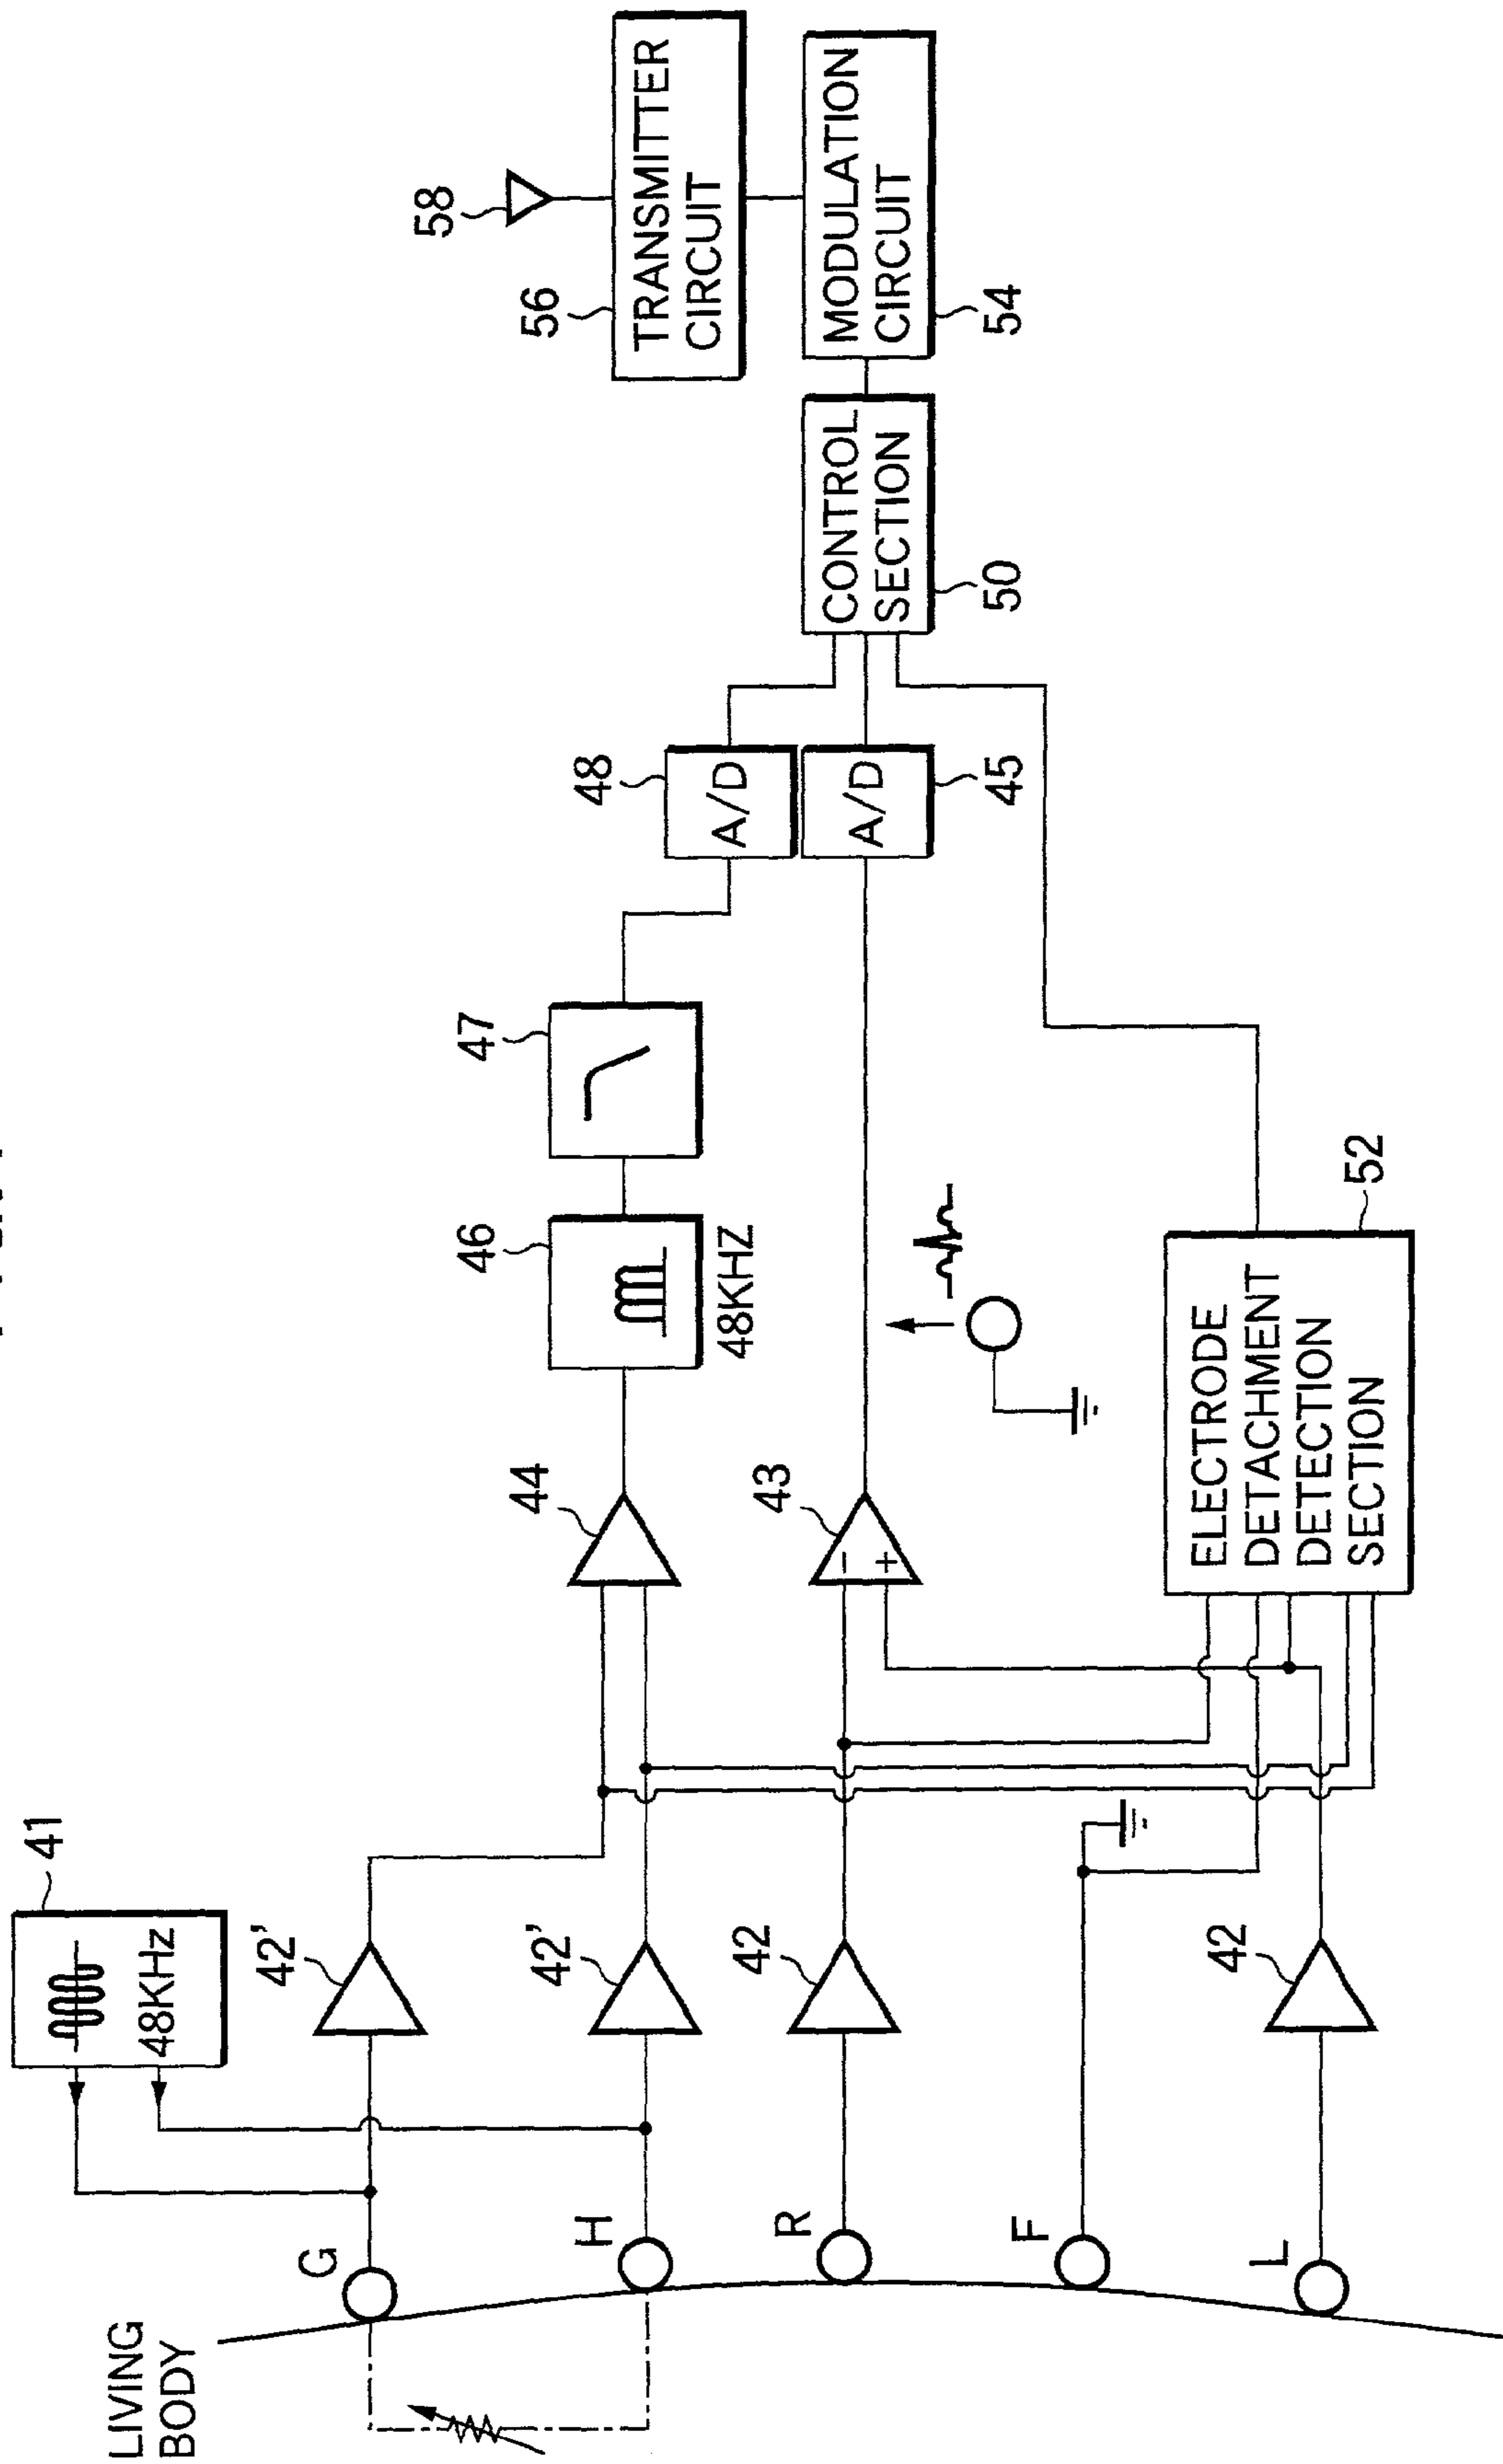 LIVING
BODY
G
H
R
F
L
41
48KHz
42'
42'
42
42
44
43
-
+
46
48KHZ
47
48
A/D
A/D
45
ELECTRODE
DETACHMENT
DETECTION
SECTION
52
CONTROL
SECTION
50
MODULATION
CIRCUIT
54
TRANSMITTER
CIRCUIT
56
58